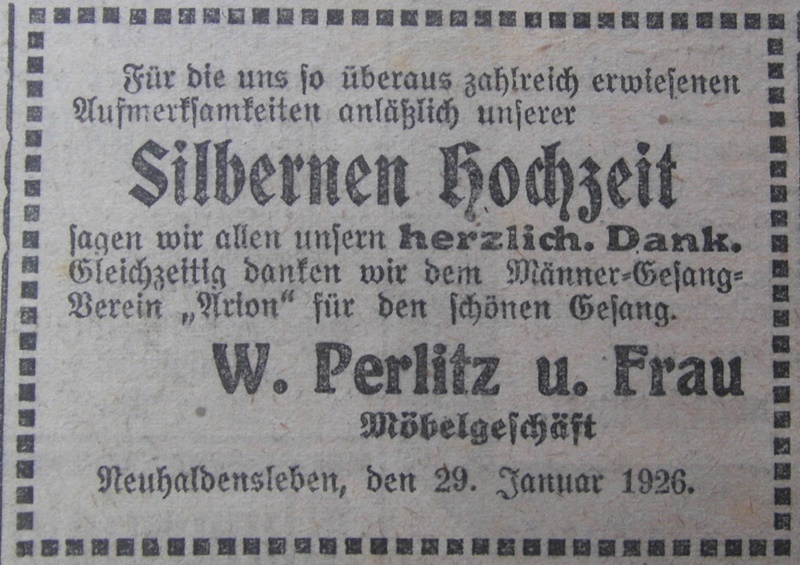 Für die uns so überaus zahlreich erwiesenen
Aufmerksamkeiten anläßlich unserer
Silbernen Hochzeit
sagen wir allen unsern herzlich. Dank.
Gleichzeitig danken wir dem Männer-Gesang-
Verein „Arion“ für den schönen Gesang.
W. Perlitz u. Frau
Möbelgeschäft
Neuhaldensleben, den 29. Januar 1926.